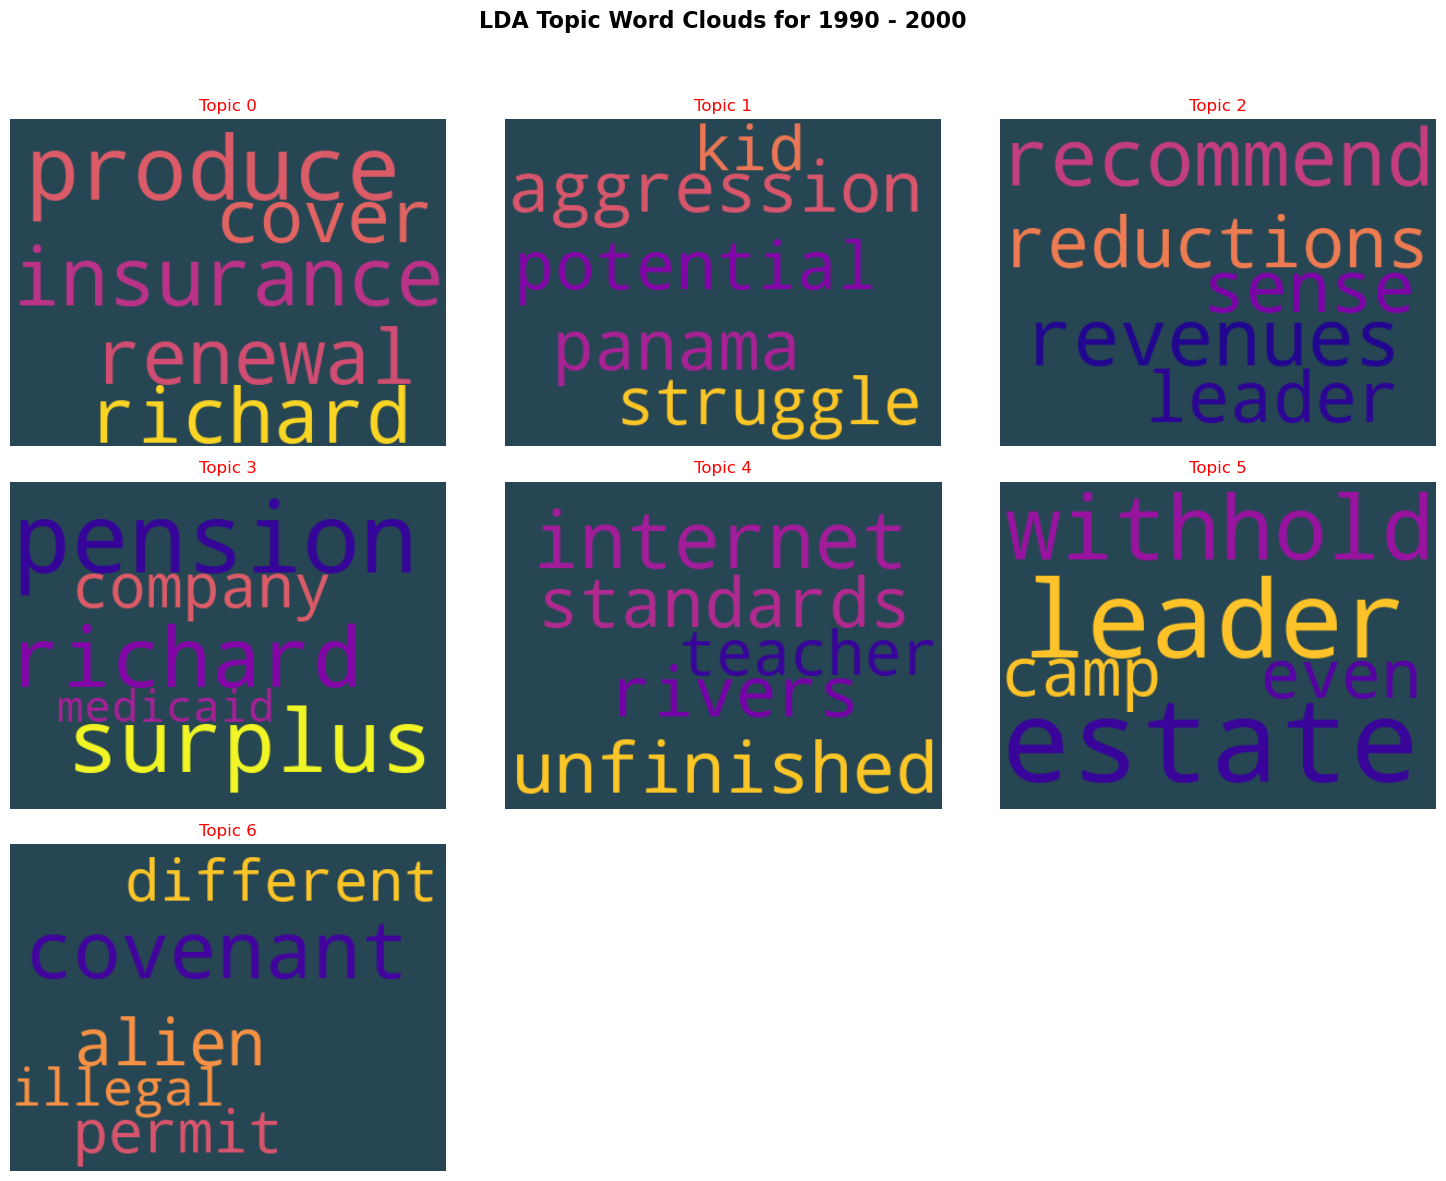 LDA Topic Word Clouds for 1990 - 2000
Topic 0
produce
cover
insurance
renewal
richard
Topic 1
kid
aggression
potential
panama
struggle
Topic 2
recommend
reductions
sense
revenues
leader
Topic 3
pension
company
richard
medicaid
surplus
Topic 4
internet
standards
teacher
rivers
unfinished
Topic 5
withhold
leader
camp even
estate
Topic 6
different
covenant
alien
illegal
permit